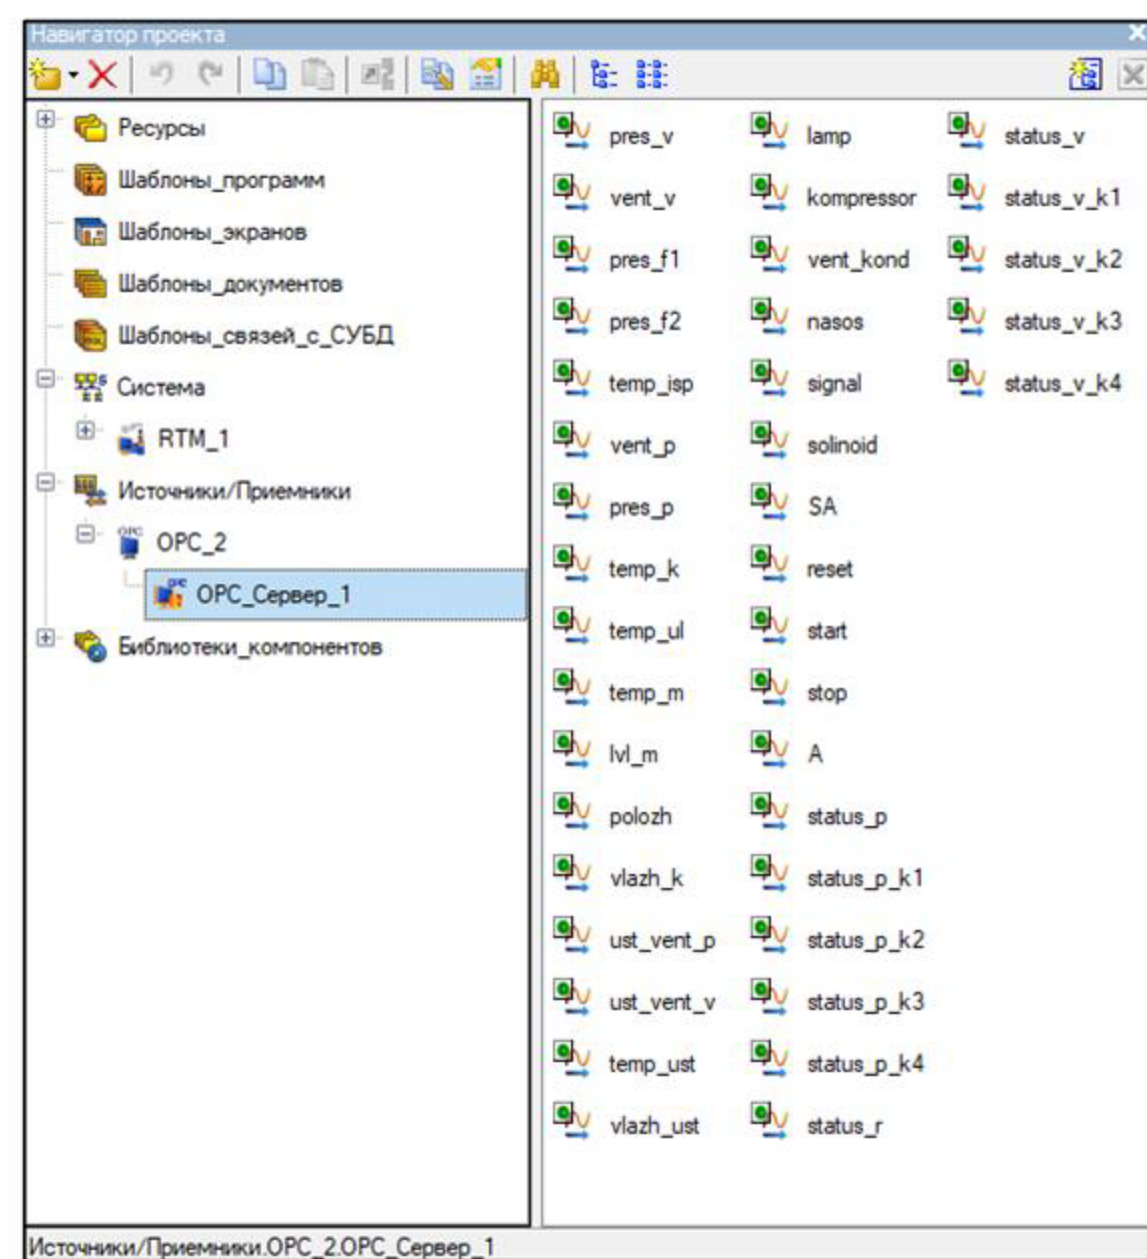 Навигатор проекта
Ресурсы
Шаблоны_программ
Шаблоны_экранов
Шаблоны_документов
Шаблоны_связей_с_СУБД
Система
RTM_1
Источники/Приемники
OPC_2
OPC_Сервер_1
Библиотеки_компонентов
pres_v
vent_v
pres_f1
pres_f2
temp_isp
vent_p
pres_p
temp_k
temp_ul
temp_m
lvl_m
polozh
vlazh_k
ust_vent_p
ust_vent_v
temp_ust
vlazh_ust
lamp
kompressor
vent_kond
nasos
signal
solinoid
SA
reset
start
stop
A
status_p
status_p_k1
status_p_k2
status_p_k3
status_p_k4
status_r
status_v
status_v_k1
status_v_k2
status_v_k3
status_v_k4
Источники/Приемники.OPC_2.OPC_Сервер_1